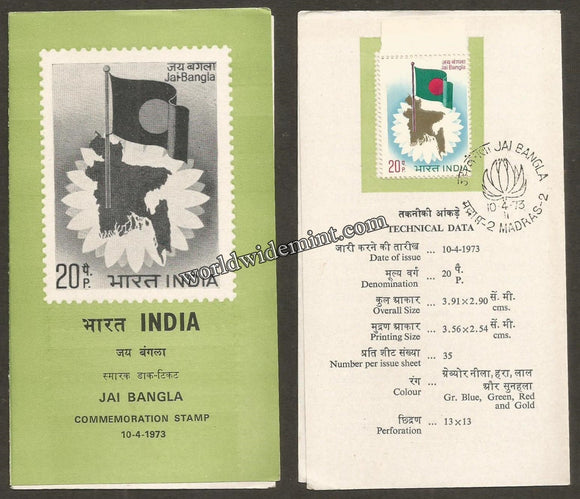 जय बंगला
Jai-Bangla
20 पै.
P.
भारत INDIA
भारत INDIA
जय बंगला
स्मारक डाक-टिकट
JAI BANGLA
COMMEMORATION STAMP
10-4-1973
जय बंगला
Jai-Bangla
20 पै.
P.
भारत INDIA
JAI BANGLA
10-4-73
मद्रास-2 MADRAS-2
तकनीकी आंकड़े
TECHNICAL DATA
जारी करने की तारीख ... 10-4-1973
Date of issue
मूल्य वर्ग ... 20 पै.
Denomination P.
कुल आकार ... 3.91×2.90 सें. मी.
Overall Size cms.
मुद्रण आकार ... 3.56×2.54 सें. मी.
Printing Size cms.
प्रति शीट संख्या ... 35
Number per issue sheet
रंग ... ग्रेब्योर नीला, हरा, लाल
और सुनहला
Colour Gr. Blue, Green, Red
and Gold
छिद्रण ... 13×13
Perforation
worldwidemint.com